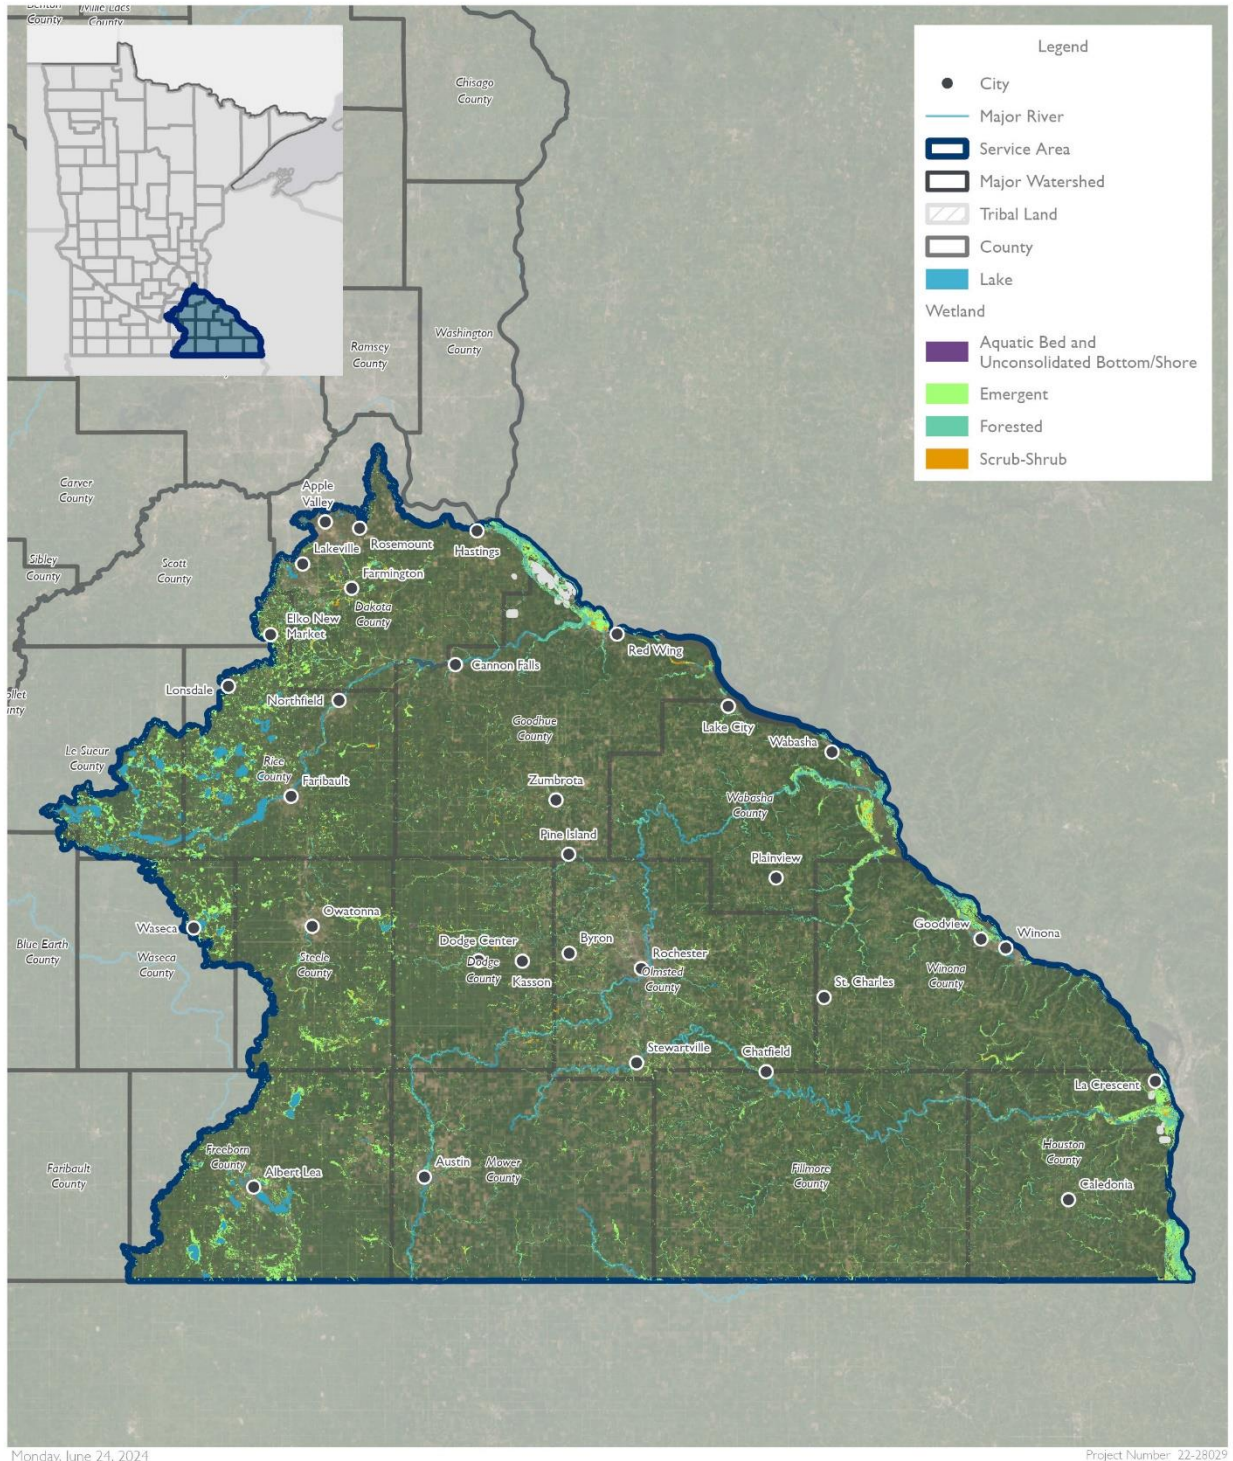 Benton
County
Mille Lacs
County
Chisago
County
Legend
City
Major River
Service Area
Major Watershed
Tribal Land
County
Lake
Wetland
Aquatic Bed and
Unconsolidated Bottom/Shore
Emergent
Forested
Scrub-Shrub
Washington
County
Ramsey
County
Carver
County
Apple
Valley
Rosemount
Hastings
Sibley
County
Scott
County
Lakeville
Farmington
Dakota
County
Elko New
Market
Red Wing
Cannon Falls
Lonsdale
Northfield
Lake City
Goodhue
County
Wabasha
Le Sueur
County
Rice
County
Faribault
Zumbrota
Wabasha
County
Pine Island
Plainview
Owatonna
Waseca
Goodview
Winona
Blue Earth
County
Waseca
County
Steele
County
Dodge Center
Dodge
County
Kasson
Byron
Rochester
Olmsted
County
Winona
County
St. Charles
Stewartville
Chatfield
La Crescent
Freeborn
County
Albert Lea
Austin
Mower
County
Fillmore
County
Houston
County
Caledonia
Faribault
County
Monday, June 24, 2024
Project Number 22-28029